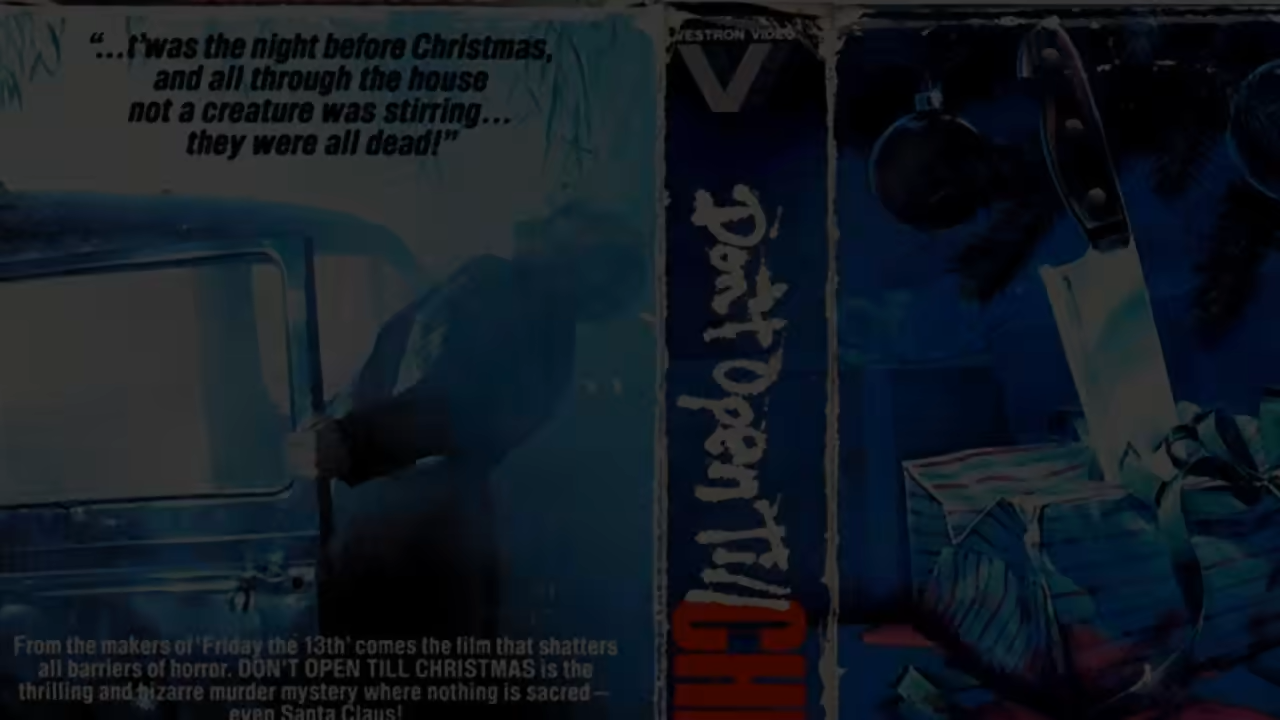 “...t'was the night before Christmas,
and all through the house
not a creature was stirring...
they were all dead!”
From the makers of 'Friday the 13th' comes the film that shatters
all barriers of horror. DON'T OPEN TILL CHRISTMAS is the
thrilling and bizarre murder mystery where nothing is sacred—
even Santa Claus!
VESTRON VIDEO
V
Don't Open Till
CHI